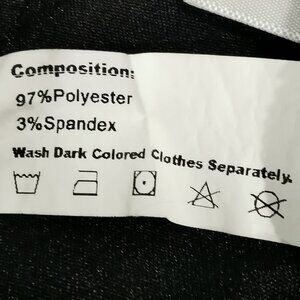 Composition:
97%Polyester
3%Spandex
Wash Dark Colored Clothes Separately.